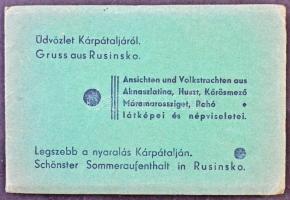 Üdvözlet Kárpátaljáról.
Gruss aus Rusinsko.
Ansichten und Volkstrachten aus
Aknaszlatina, Huszt, Körösmező
Máramarossziget, Rahó
látképei és népviseletei.
Legszebb a nyaralás Kárpátalján.
Schönster Sommeraufenthalt in Rusinsko.